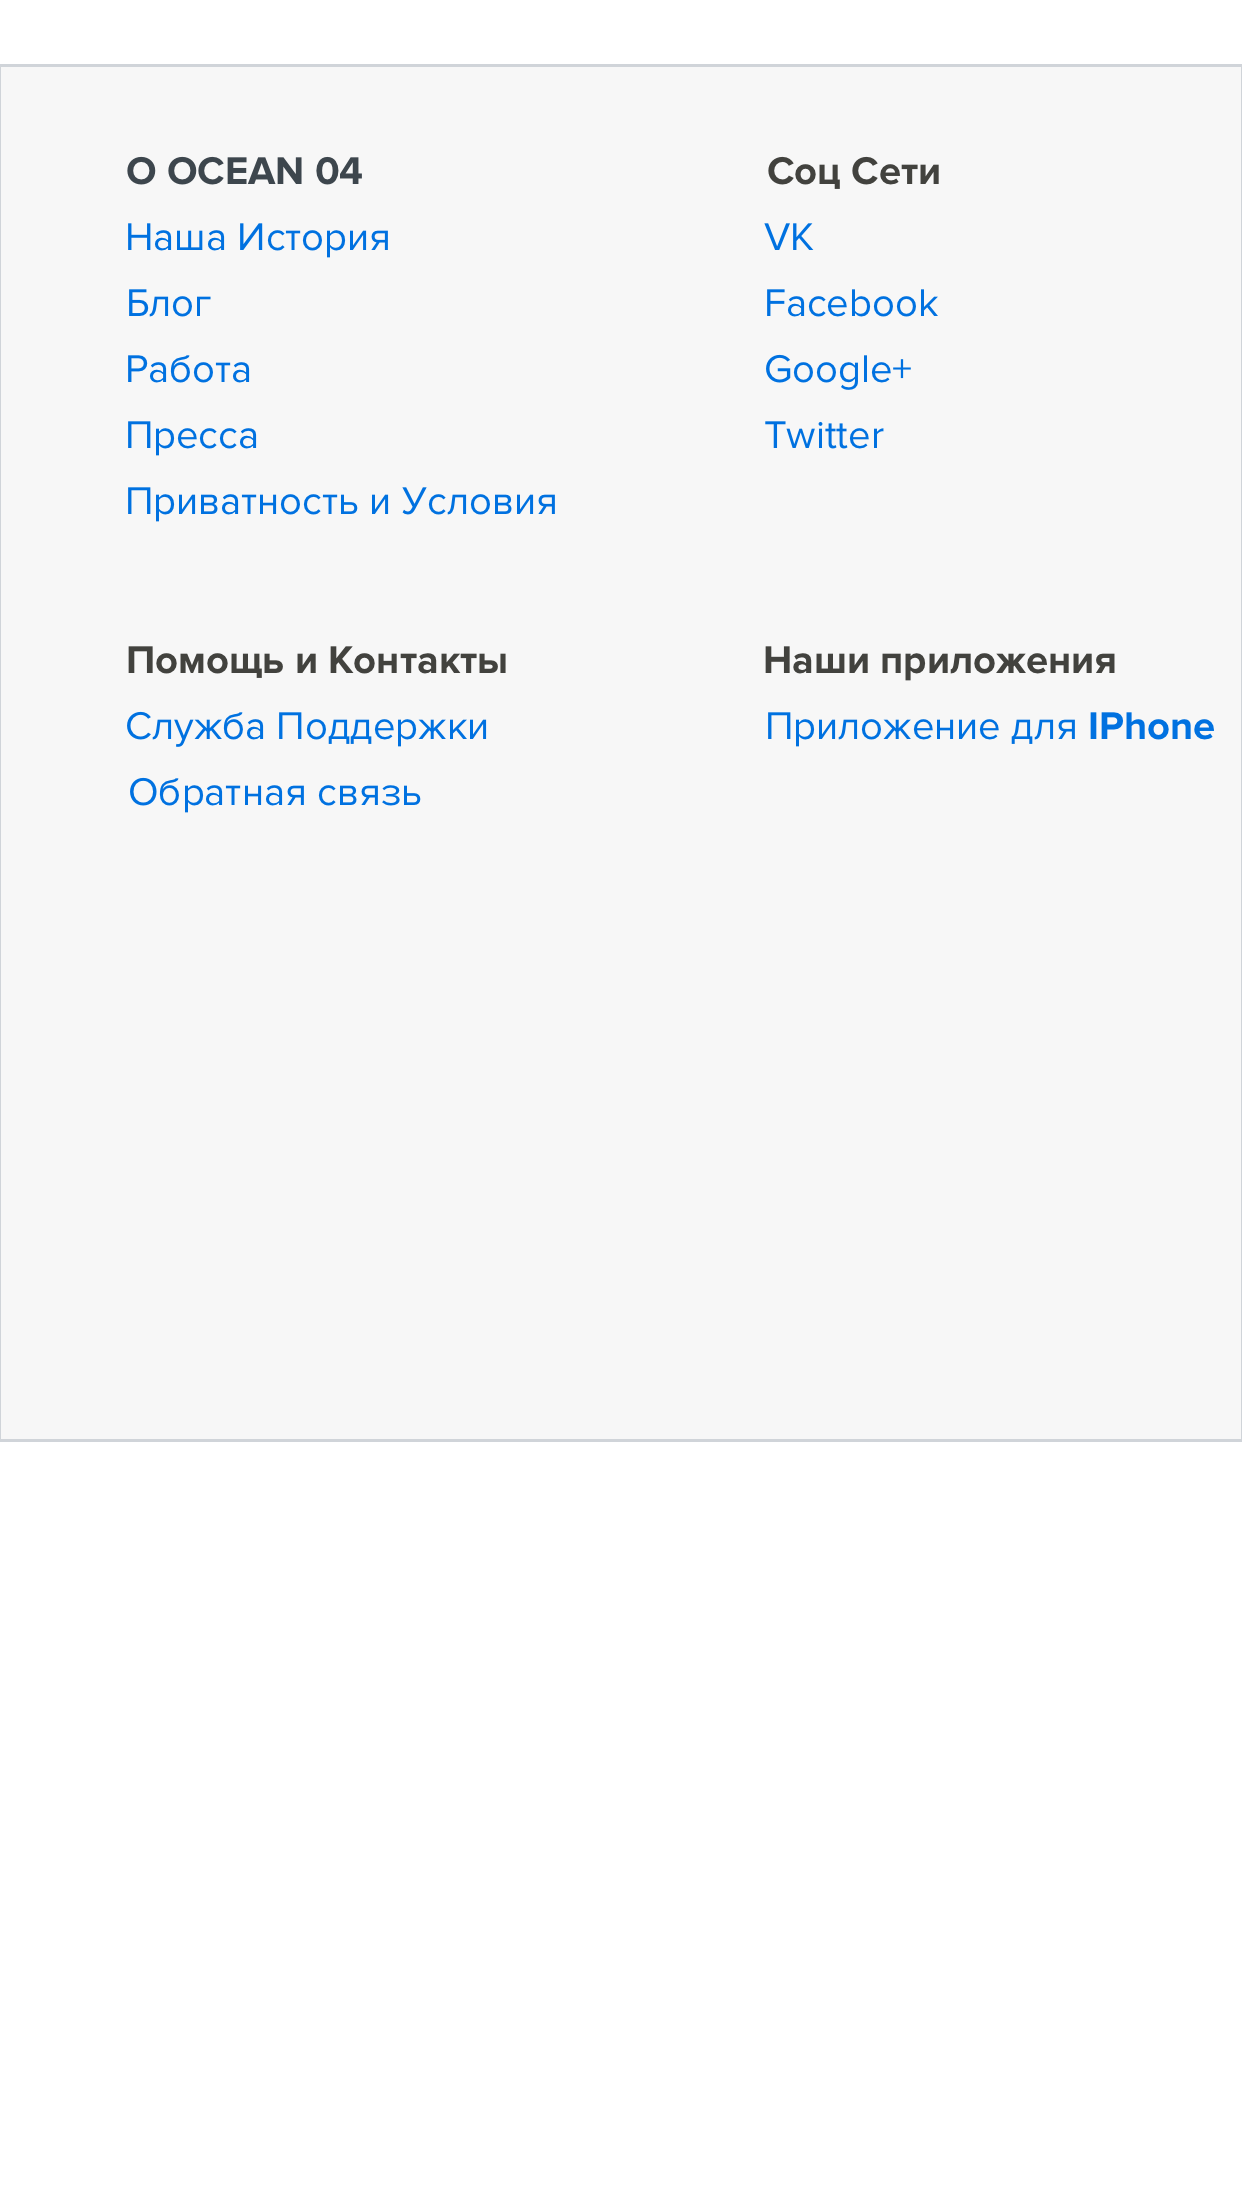 О OCEAN 04
Наша История
Блог
Работа
Пресса
Приватность и Условия
Соц Сети
VK
Facebook
Google+
Twitter
Помощь и Контакты
Служба Поддержки
Обратная связь
Наши приложения
Приложение для IPhone